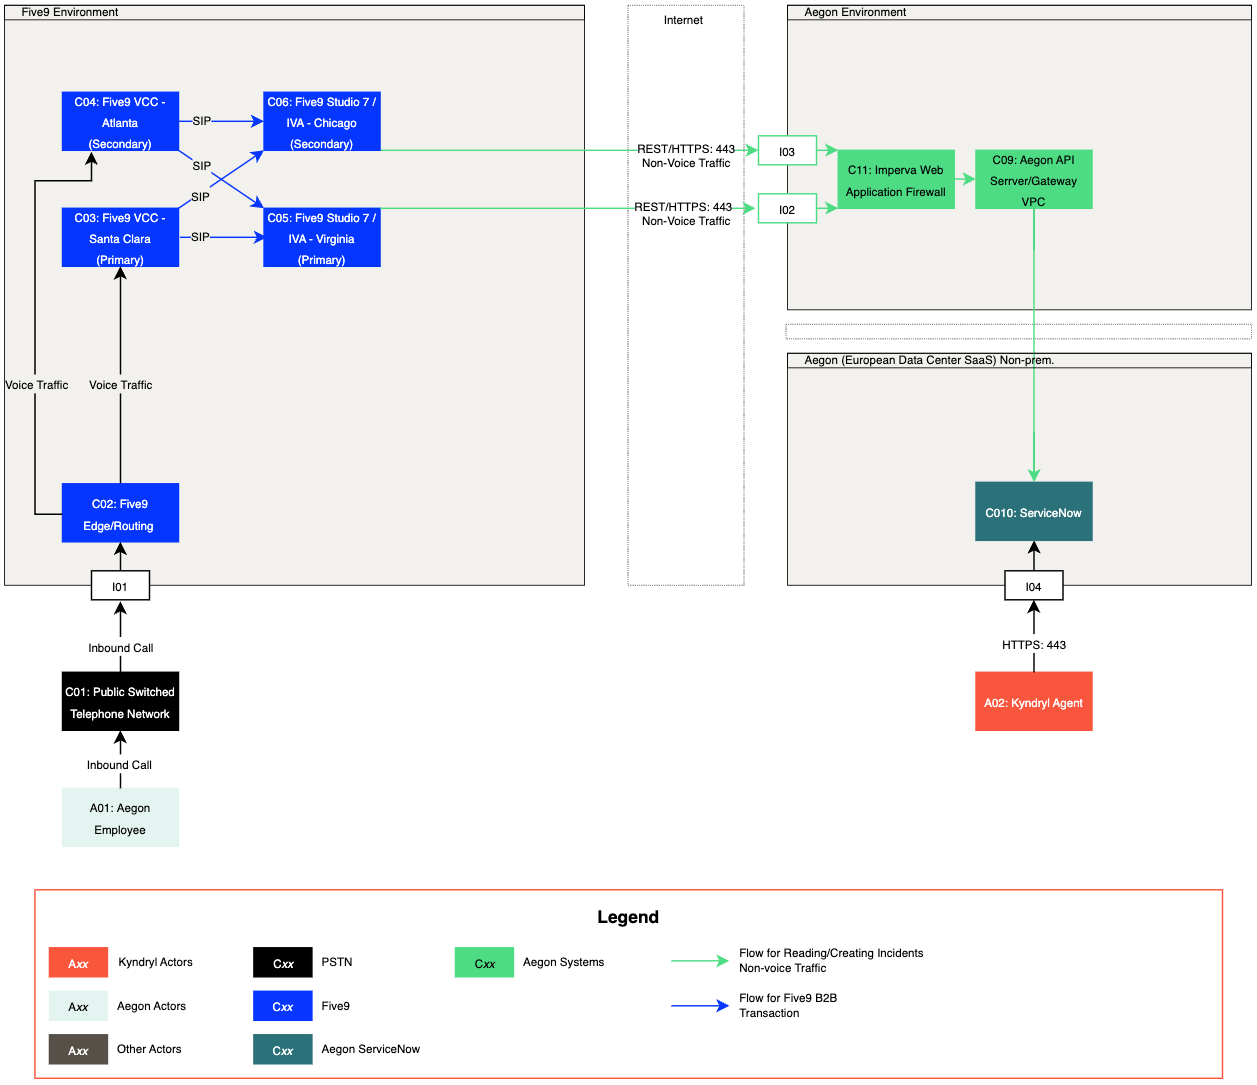 Five9 Environment
Internet
Aegon Environment
C04: Five9 VCC -
Atlanta
(Secondary)
SIP
C06: Five9 Studio 7 /
IVA - Chicago
(Secondary)
SIP
SIP
C03: Five9 VCC -
Santa Clara
(Primary)
SIP
C05: Five9 Studio 7 /
IVA - Virginia
(Primary)
REST/HTTPS: 443
Non-Voice Traffic
REST/HTTPS: 443
Non-Voice Traffic
I03
I02
C11: Imperva Web
Application Firewall
C09: Aegon API
Serrver/Gateway
VPC
Aegon (European Data Center SaaS) Non-prem.
Voice Traffic
Voice Traffic
C02: Five9
Edge/Routing
C010: ServiceNow
I01
I04
Inbound Call
HTTPS: 443
C01: Public Switched
Telephone Network
A02: Kyndryl Agent
Inbound Call
A01: Aegon
Employee
Legend
Axx
Kyndryl Actors
Cxx
PSTN
Cxx
Aegon Systems
Flow for Reading/Creating Incidents
Non-voice Traffic
Axx
Aegon Actors
Cxx
Five9
Flow for Five9 B2B
Transaction
Axx
Other Actors
Cxx
Aegon ServiceNow